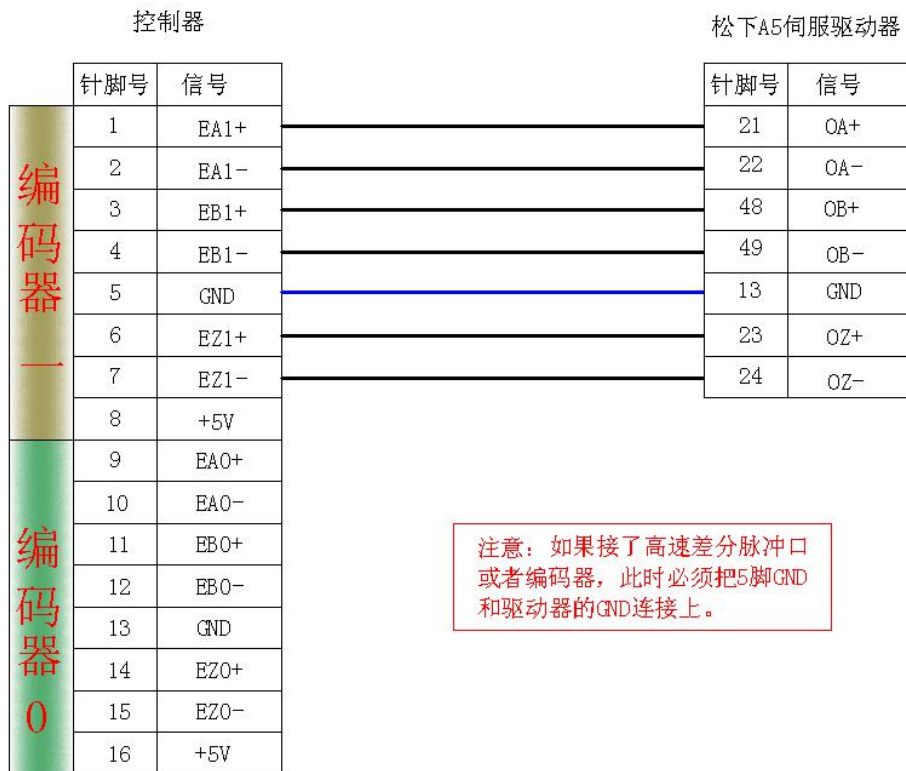 控制器
松下A5伺服驱动器
针脚号 信号
针脚号 信号
编码器一
1 EA1+
21 OA+
2 EA1-
22 OA-
3 EB1+
48 OB+
4 EB1-
49 OB-
5 GND
13 GND
6 EZ1+
23 OZ+
7 EZ1-
24 OZ-
8 +5V
编码器0
9 EA0+
10 EA0-
11 EB0+
12 EB0-
13 GND
14 EZ0+
15 EZ0-
16 +5V
注意：如果接了高速差分脉冲口
或者编码器，此时必须把5脚GND
和驱动器的GND连接上。